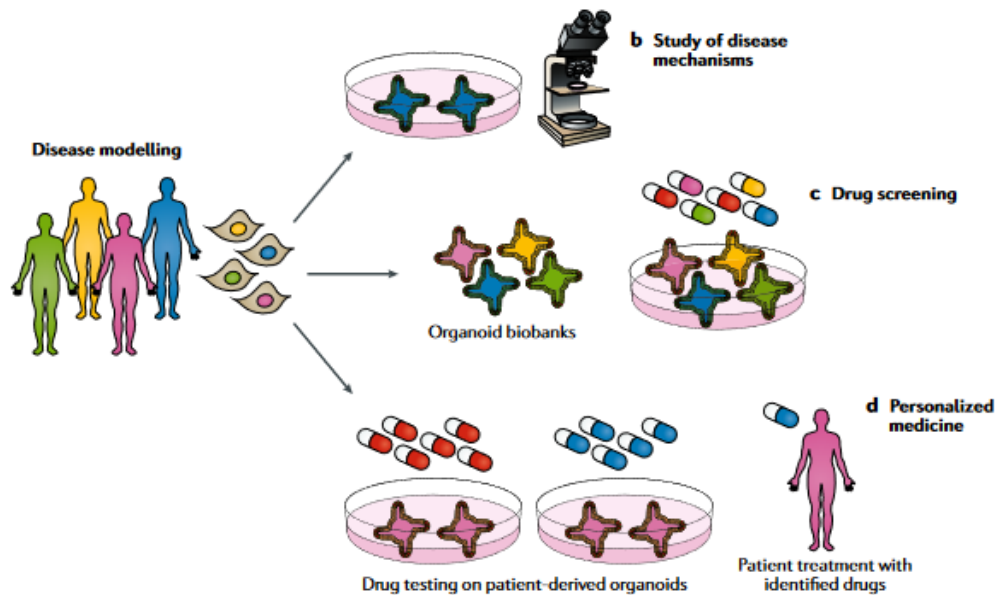 b Study of disease
mechanisms
Disease modelling
c Drug screening
Organoid biobanks
d Personalized
medicine
Drug testing on patient-derived organoids
Patient treatment with
identified drugs